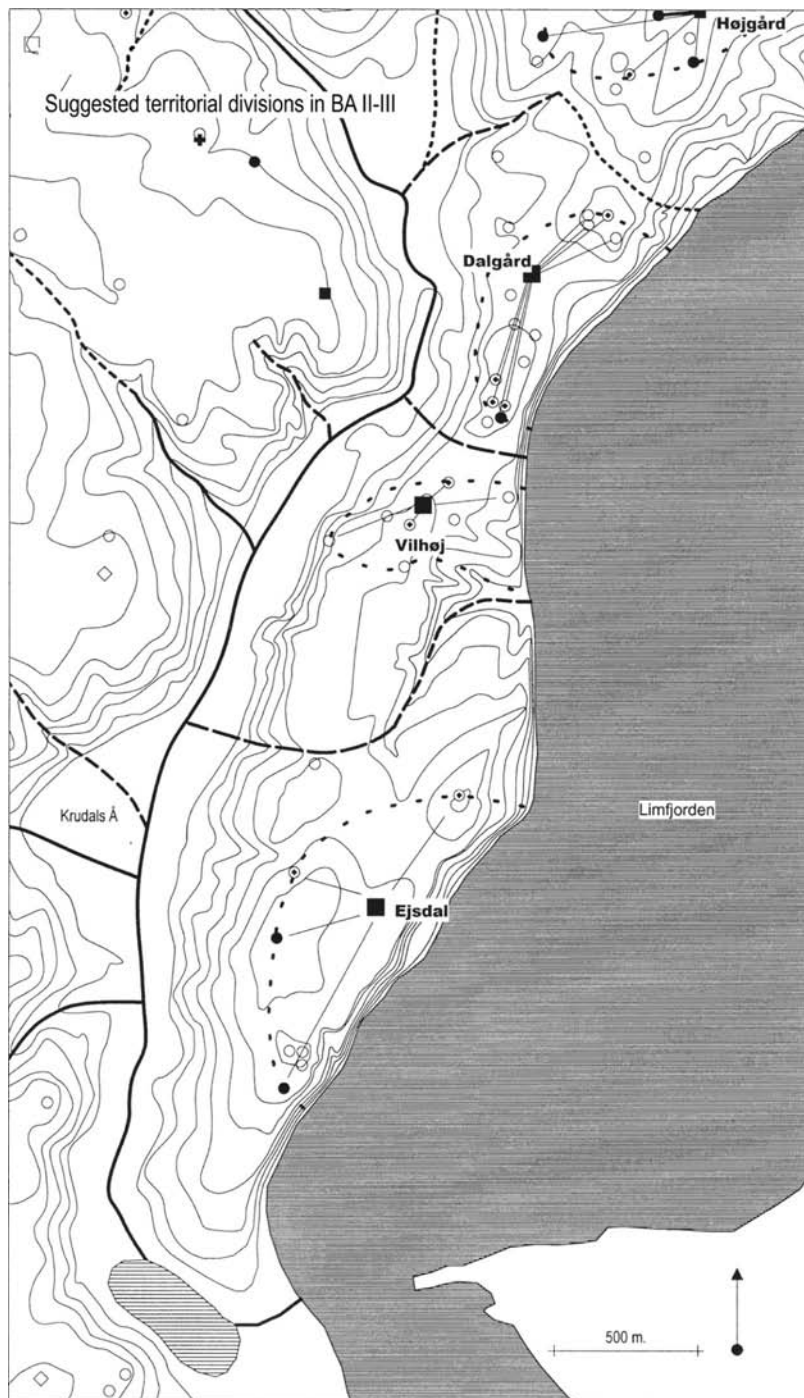 Højgård
Suggested territorial divisions in BA II-III
Dalgård
Vilhøj
Krudals Å
Limfjorden
Ejsdal
500 m.